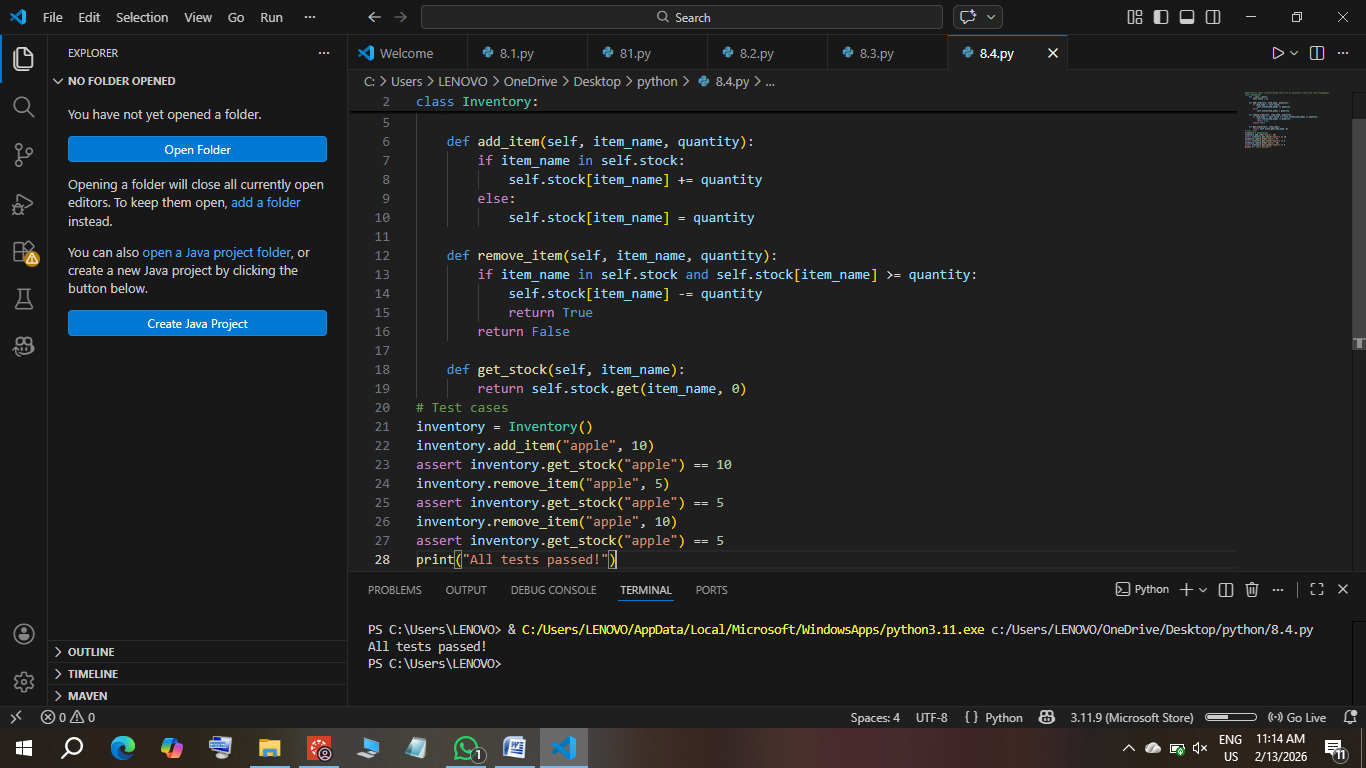 File Edit Selection View Go Run ··· Search
EXPLORER ···
NO FOLDER OPENED
You have not yet opened a folder.
Open Folder
Opening a folder will close all currently open
editors. To keep them open, add a folder
instead.
You can also open a Java project folder, or
create a new Java project by clicking the
button below.
Create Java Project
OUTLINE
TIMELINE
MAVEN
Welcome 8.1.py 81.py 8.2.py 8.3.py 8.4.py
C: > Users > LENOVO > OneDrive > Desktop > python > 8.4.py > ...
2 class Inventory:
5
6 def add_item(self, item_name, quantity):
7 if item_name in self.stock:
8 self.stock[item_name] += quantity
9 else:
10 self.stock[item_name] = quantity
11
12 def remove_item(self, item_name, quantity):
13 if item_name in self.stock and self.stock[item_name] >= quantity:
14 self.stock[item_name] -= quantity
15 return True
16 return False
17
18 def get_stock(self, item_name):
19 return self.stock.get(item_name, 0)
20 # Test cases
21 inventory = Inventory()
22 inventory.add_item("apple", 10)
23 assert inventory.get_stock("apple") == 10
24 inventory.remove_item("apple", 5)
25 assert inventory.get_stock("apple") == 5
26 inventory.remove_item("apple", 10)
27 assert inventory.get_stock("apple") == 5
28 print("All tests passed!")
PROBLEMS OUTPUT DEBUG CONSOLE TERMINAL PORTS Python
PS C:\Users\LENOVO> & C:/Users/LENOVO/AppData/Local/Microsoft/WindowsApps/python3.11.exe c:/Users/LENOVO/OneDrive/Desktop/python/8.4.py
All tests passed!
PS C:\Users\LENOVO>
0 0 Spaces: 4 UTF-8 { } Python 3.11.9 (Microsoft Store) Go Live
1 ENG 11:14 AM
US 2/13/2026 11